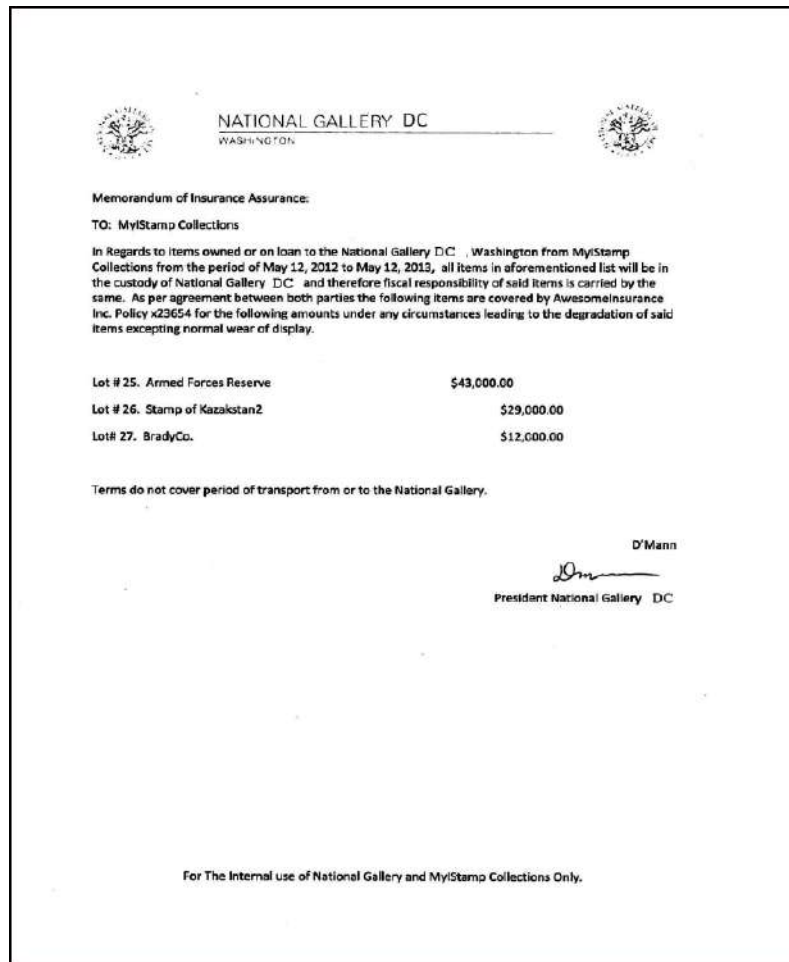 NATIONAL GALLERY DC
WASHINGTON
Memorandum of Insurance Assurance:
TO: MyIStamp Collections
In Regards to items owned or on loan to the National Gallery DC , Washington from MyIStamp
Collections from the period of May 12, 2012 to May 12, 2013, all items in aforementioned list will be in
the custody of National Gallery DC and therefore fiscal responsibility of said items is carried by the
same. As per agreement between both parties the following items are covered by AwesomeInsurance
Inc. Policy x23654 for the following amounts under any circumstances leading to the degradation of said
items excepting normal wear of display.
Lot # 25. Armed Forces Reserve $43,000.00
Lot # 26. Stamp of Kazakstan2 $29,000.00
Lot# 27. BradyCo. $12,000.00
Terms do not cover period of transport from or to the National Gallery.
D'Mann
President National Gallery DC
For The Internal use of National Gallery and MyIStamp Collections Only.